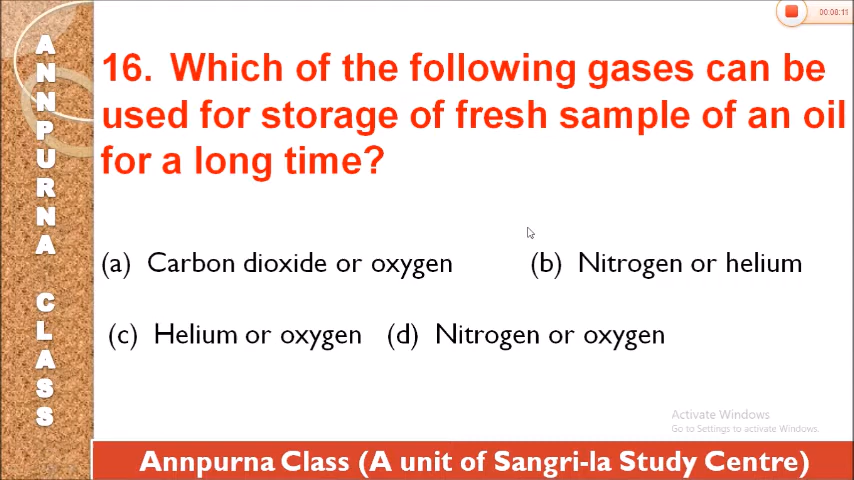 00:08:11
ANNPURNA CLASS
16. Which of the following gases can be
used for storage of fresh sample of an oil
for a long time?
(a) Carbon dioxide or oxygen (b) Nitrogen or helium
(c) Helium or oxygen (d) Nitrogen or oxygen
Activate Windows
Go to Settings to activate Windows.
Annpurna Class (A unit of Sangri-la Study Centre)